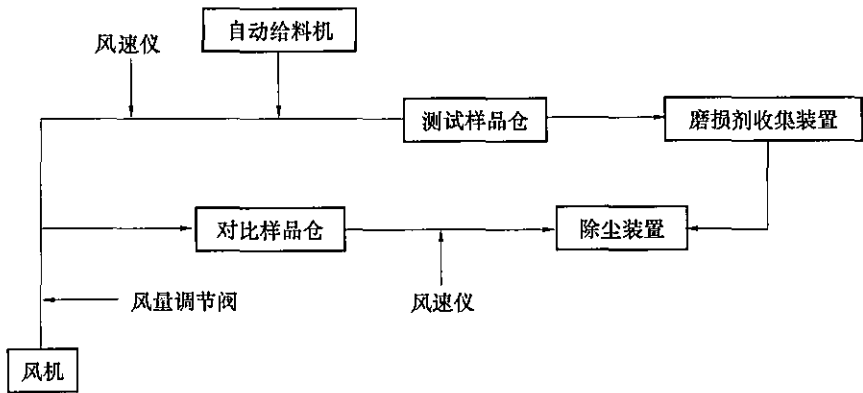 自动给料机
风速仪
测试样品仓
磨损剂收集装置
对比样品仓
除尘装置
风量调节阀
风速仪
风机